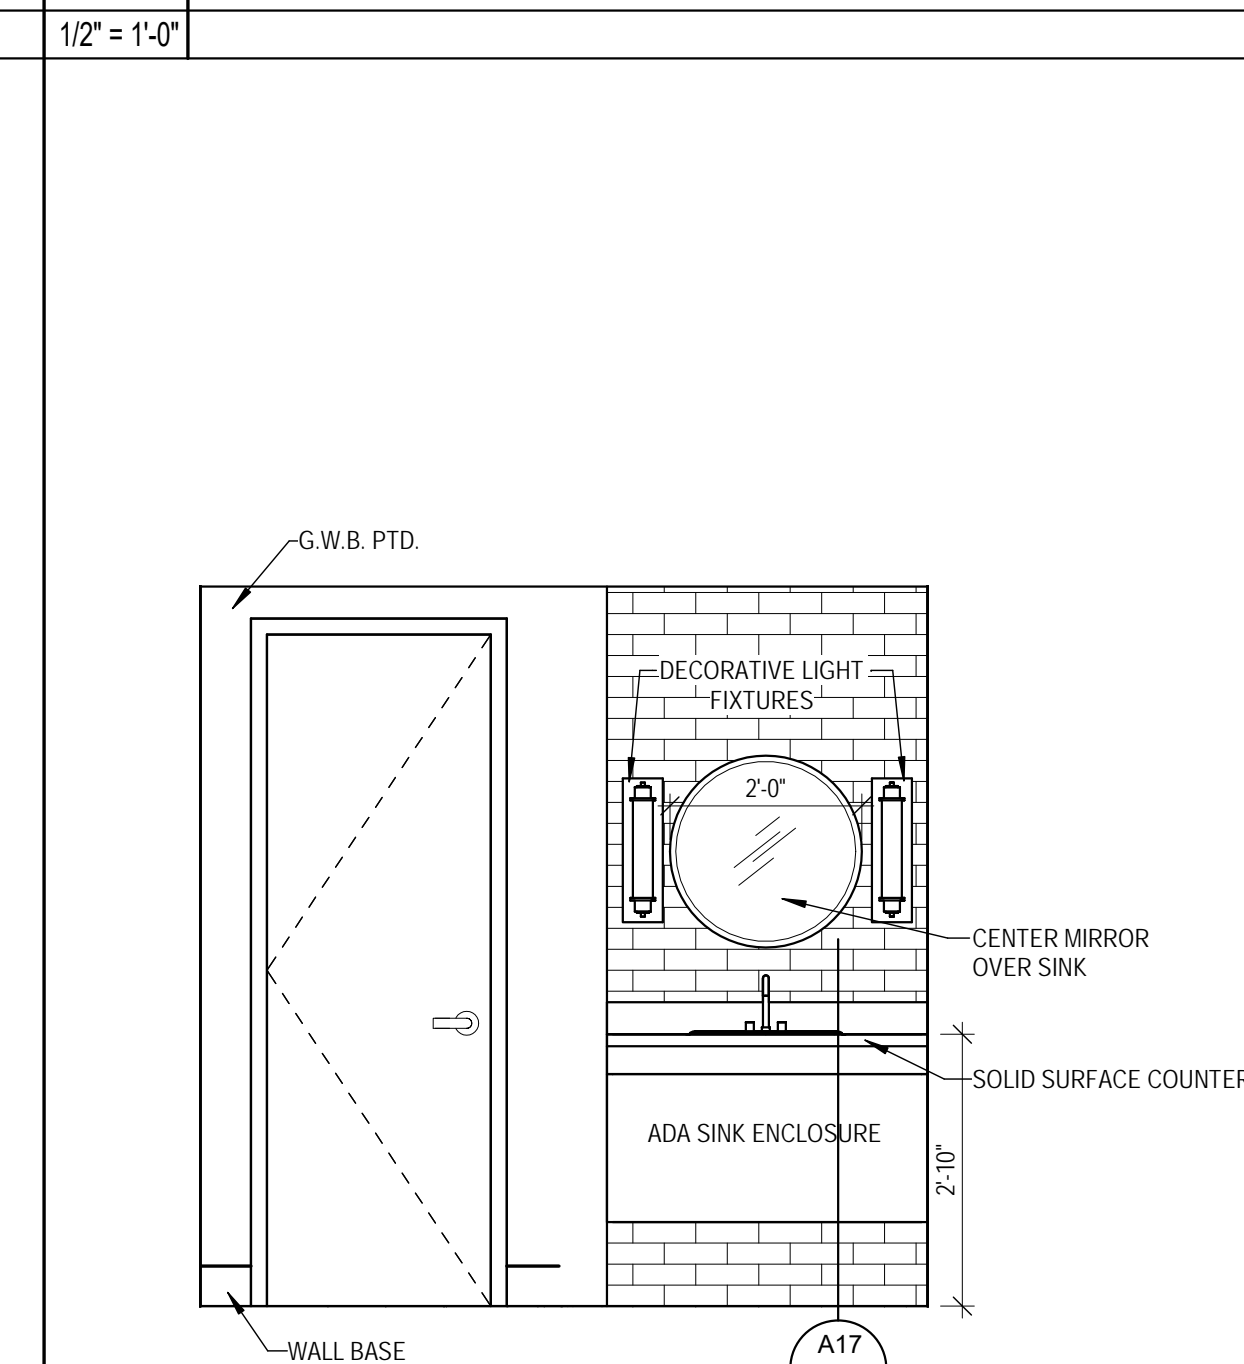 1/2" = 1'-0"
G.W.B. PTD.
DECORATIVE LIGHT
FIXTURES
2'-0"
CENTER MIRROR
OVER SINK
SOLID SURFACE COUNTER
ADA SINK ENCLOSURE
2'-10"
WALL BASE
A17